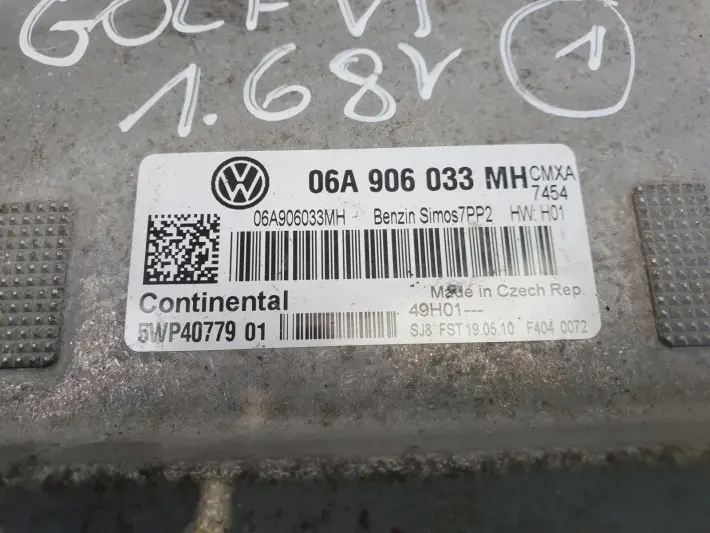 GOLF VI
1.6 8V 1
06A 906 033 MH CMXA
7454
06A906033MH - Benzin Simos7PP2 HW: H01
Continental Made in Czech Rep.
49H01---
5WP40779 01 SJ8 FST 19.05.10 F404 0072